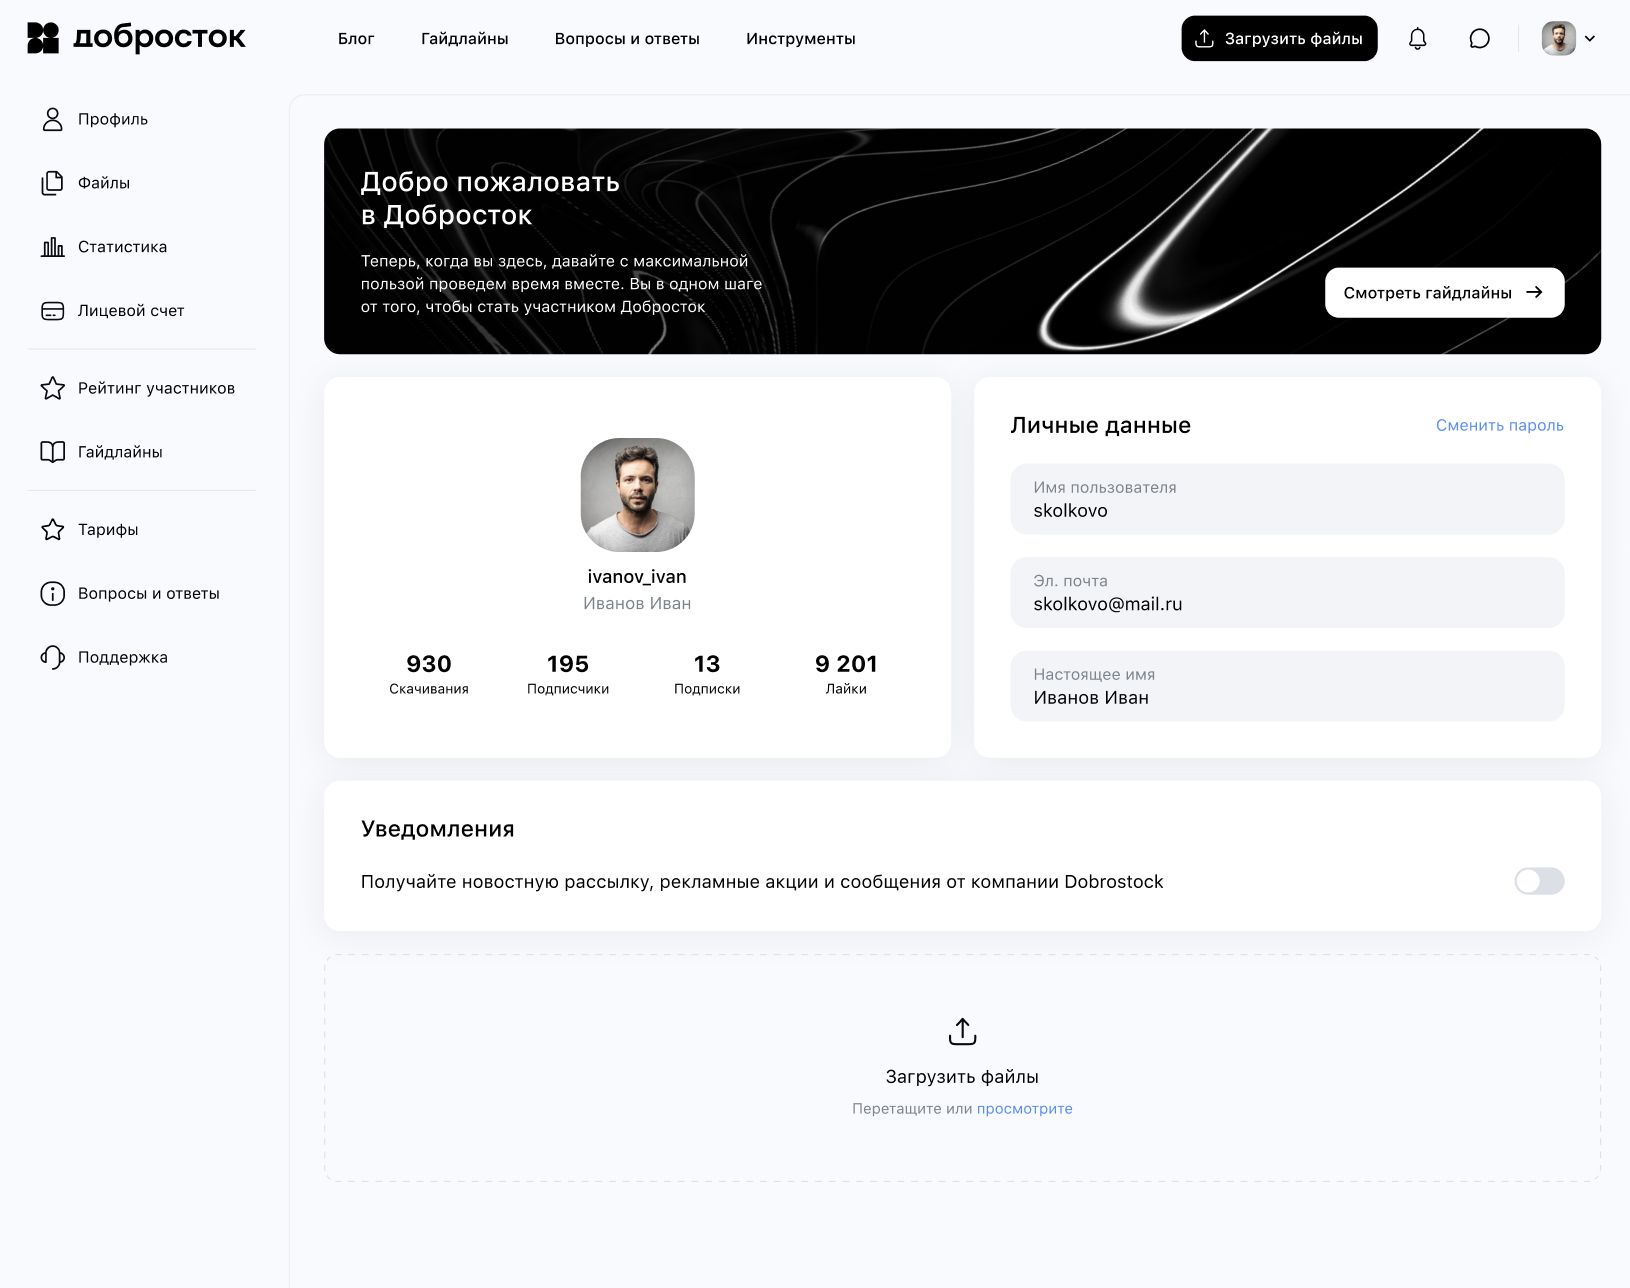 добросток
Блог
Гайдлайны
Вопросы и ответы
Инструменты
Загрузить файлы
Профиль
Файлы
Статистика
Лицевой счет
Рейтинг участников
Гайдлайны
Тарифы
Вопросы и ответы
Поддержка
Добро пожаловать
в Добросток
Теперь, когда вы здесь, давайте с максимальной
пользой проведем время вместе. Вы в одном шаге
от того, чтобы стать участником Добросток
Смотреть гайдлайны
ivanov_ivan
Иванов Иван
930
Скачивания
195
Подписчики
13
Подписки
9 201
Лайки
Личные данные
Сменить пароль
Имя пользователя
skolkovo
Эл. почта
skolkovo@mail.ru
Настоящее имя
Иванов Иван
Уведомления
Получайте новостную рассылку, рекламные акции и сообщения от компании Dobrostock
Загрузить файлы
Перетащите или просмотрите